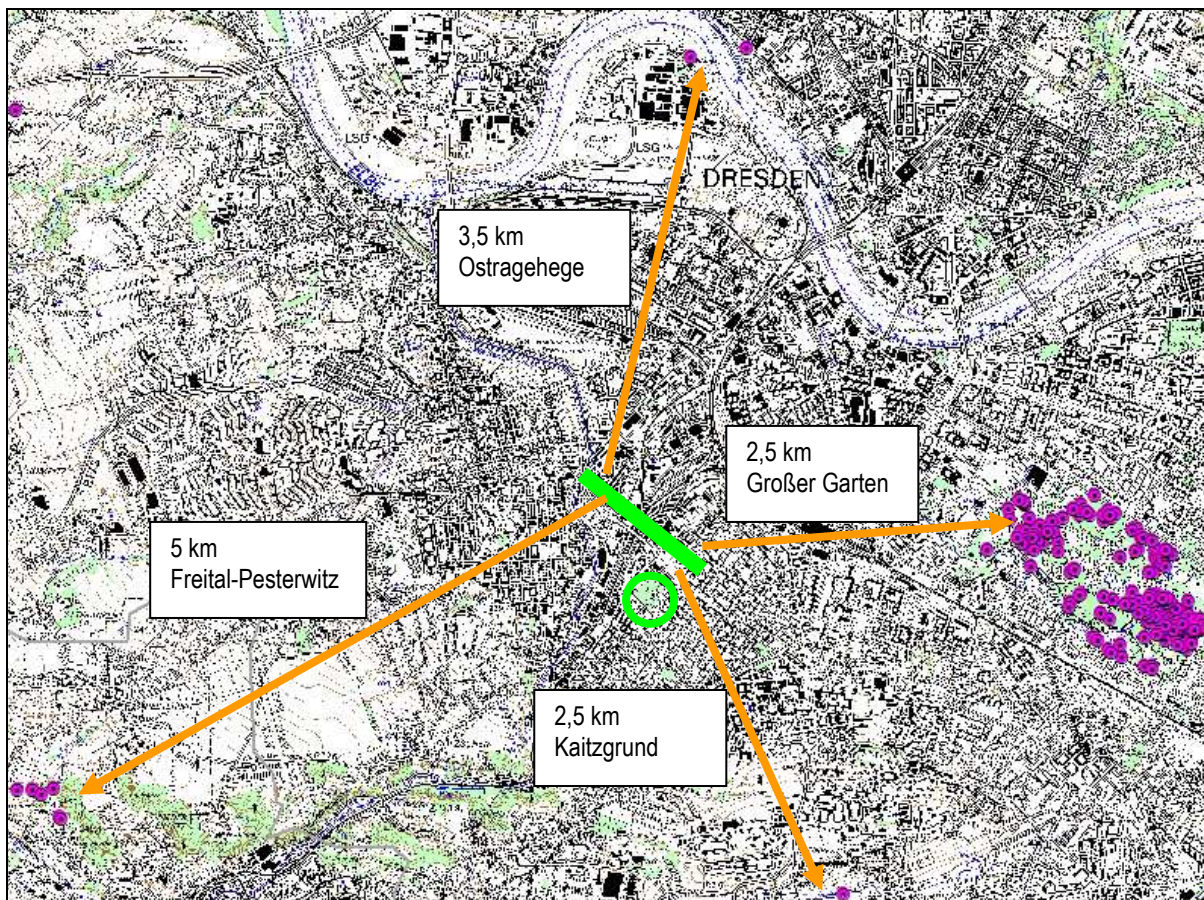 LSG
LSG
DRESDEN
3,5 km
Ostragehege
2,5 km
Großer Garten
5 km
Freital-Pesterwitz
2,5 km
Kaitzgrund